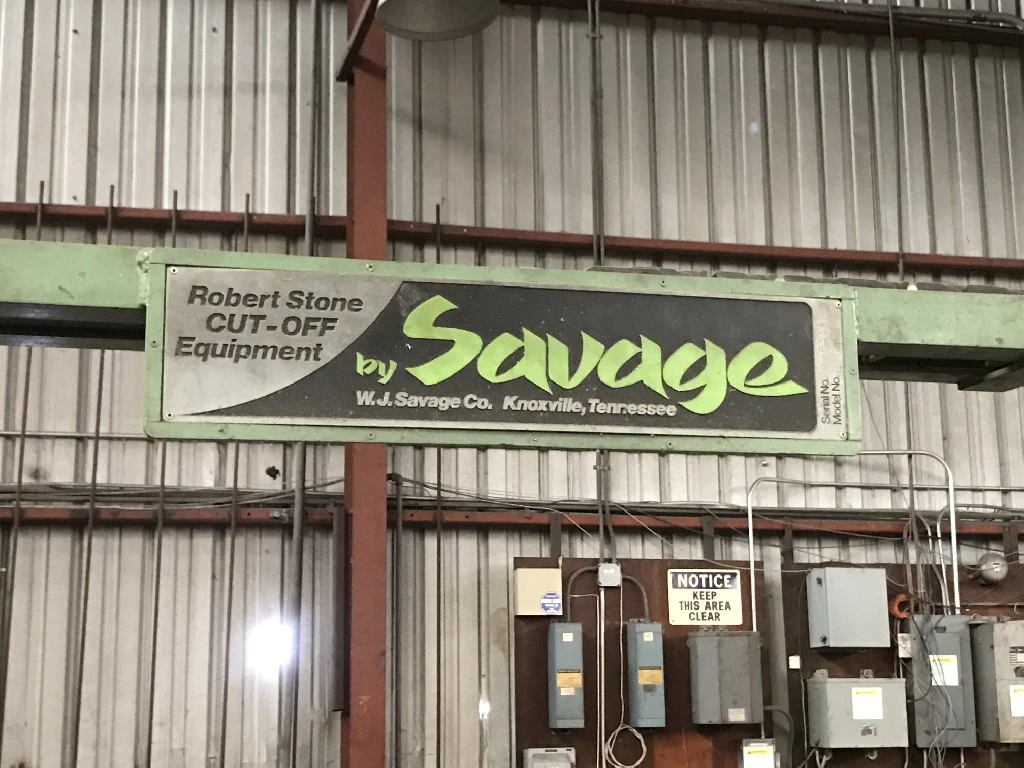 Robert Stone
CUT-OFF
Equipment
by Savage
W.J. Savage Co. Knoxville, Tennessee
Serial No.
Model No.
NOTICE
KEEP
THIS AREA
CLEAR